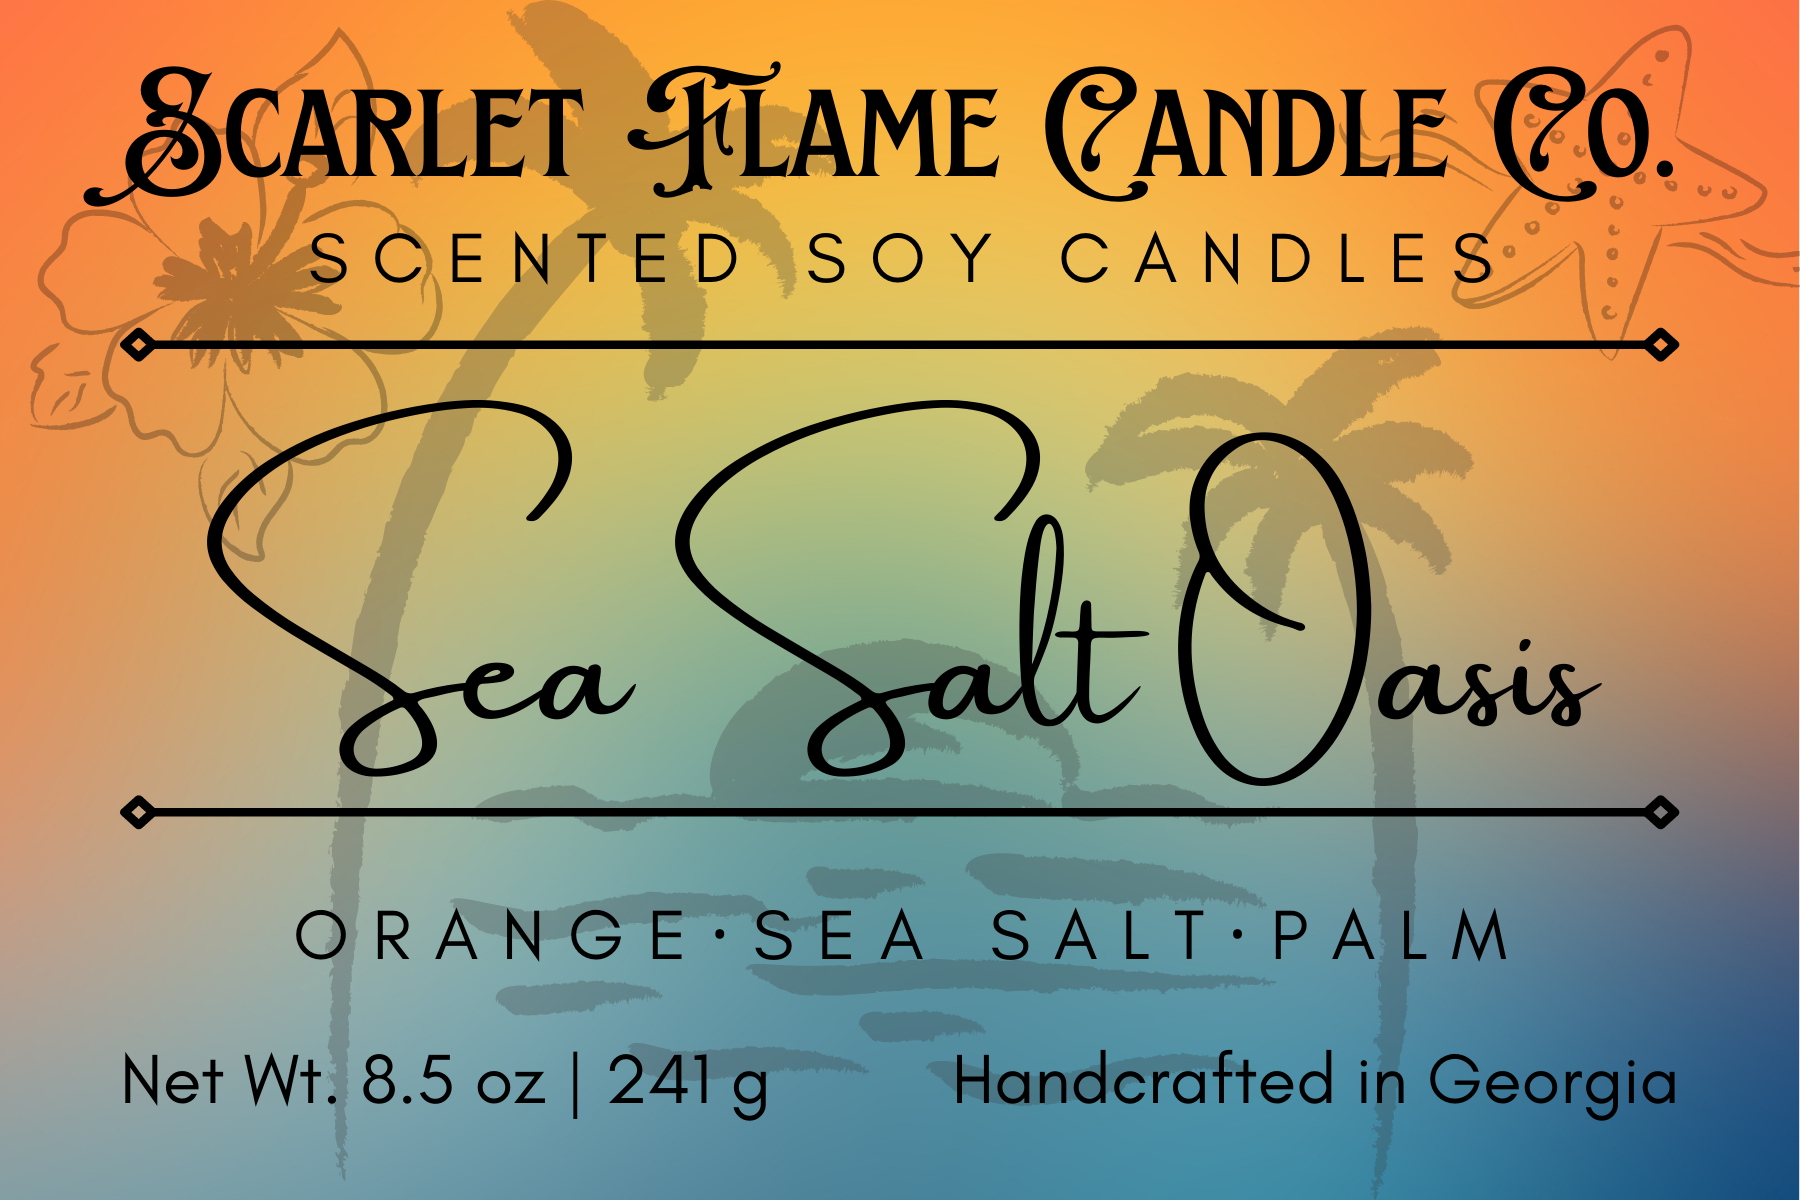 Scarlet Flame Candle Co.
SCENTED SOY CANDLES
Sea Salt Oasis
ORANGE·SEA SALT·PALM
Net Wt. 8.5 oz | 241 g
Handcrafted in Georgia